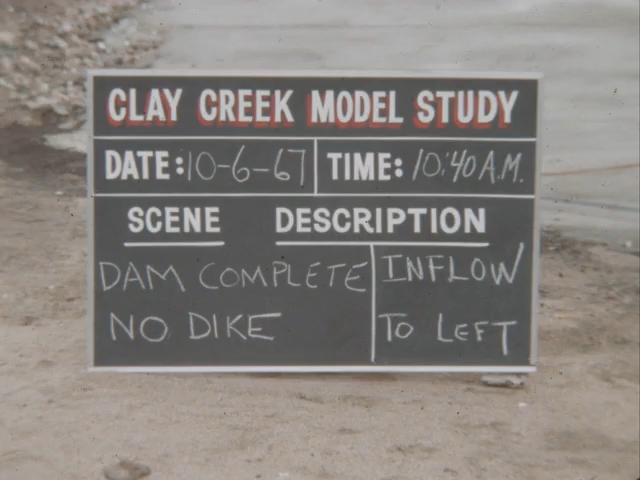 CLAY CREEK MODEL STUDY
DATE: 10-6-67 TIME: 10:40 A.M.
SCENE DESCRIPTION
DAM COMPLETE INFLOW
NO DIKE TO LEFT